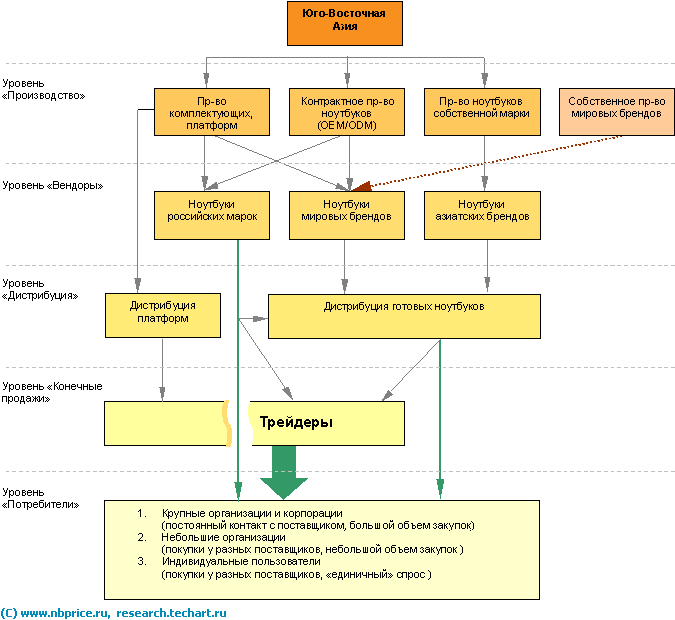 Юго-Восточная
Азия
Уровень
«Производство»
Пр-во
комплектующих,
платформ
Контрактное пр-во
ноутбуков
(OEM/ODM)
Пр-во ноутбуков
собственной марки
Собственное пр-во
мировых брендов
Уровень «Вендоры»
Ноутбуки
российских марок
Ноутбуки
мировых брендов
Ноутбуки
азиатских брендов
Уровень
«Дистрибуция»
Дистрибуция
платформ
Дистрибуция готовых ноутбуков
Уровень «Конечные
продажи»
Трейдеры
Уровень
«Потребители»
1. Крупные организации и корпорации
(постоянный контакт с поставщиком, большой объем закупок)
2. Небольшие организации
(покупки у разных поставщиков, небольшой объем закупок )
3. Индивидуальные пользователи
(покупки у разных поставщиков, «единичный» спрос )
(C) www.nbprice.ru, research.techart.ru